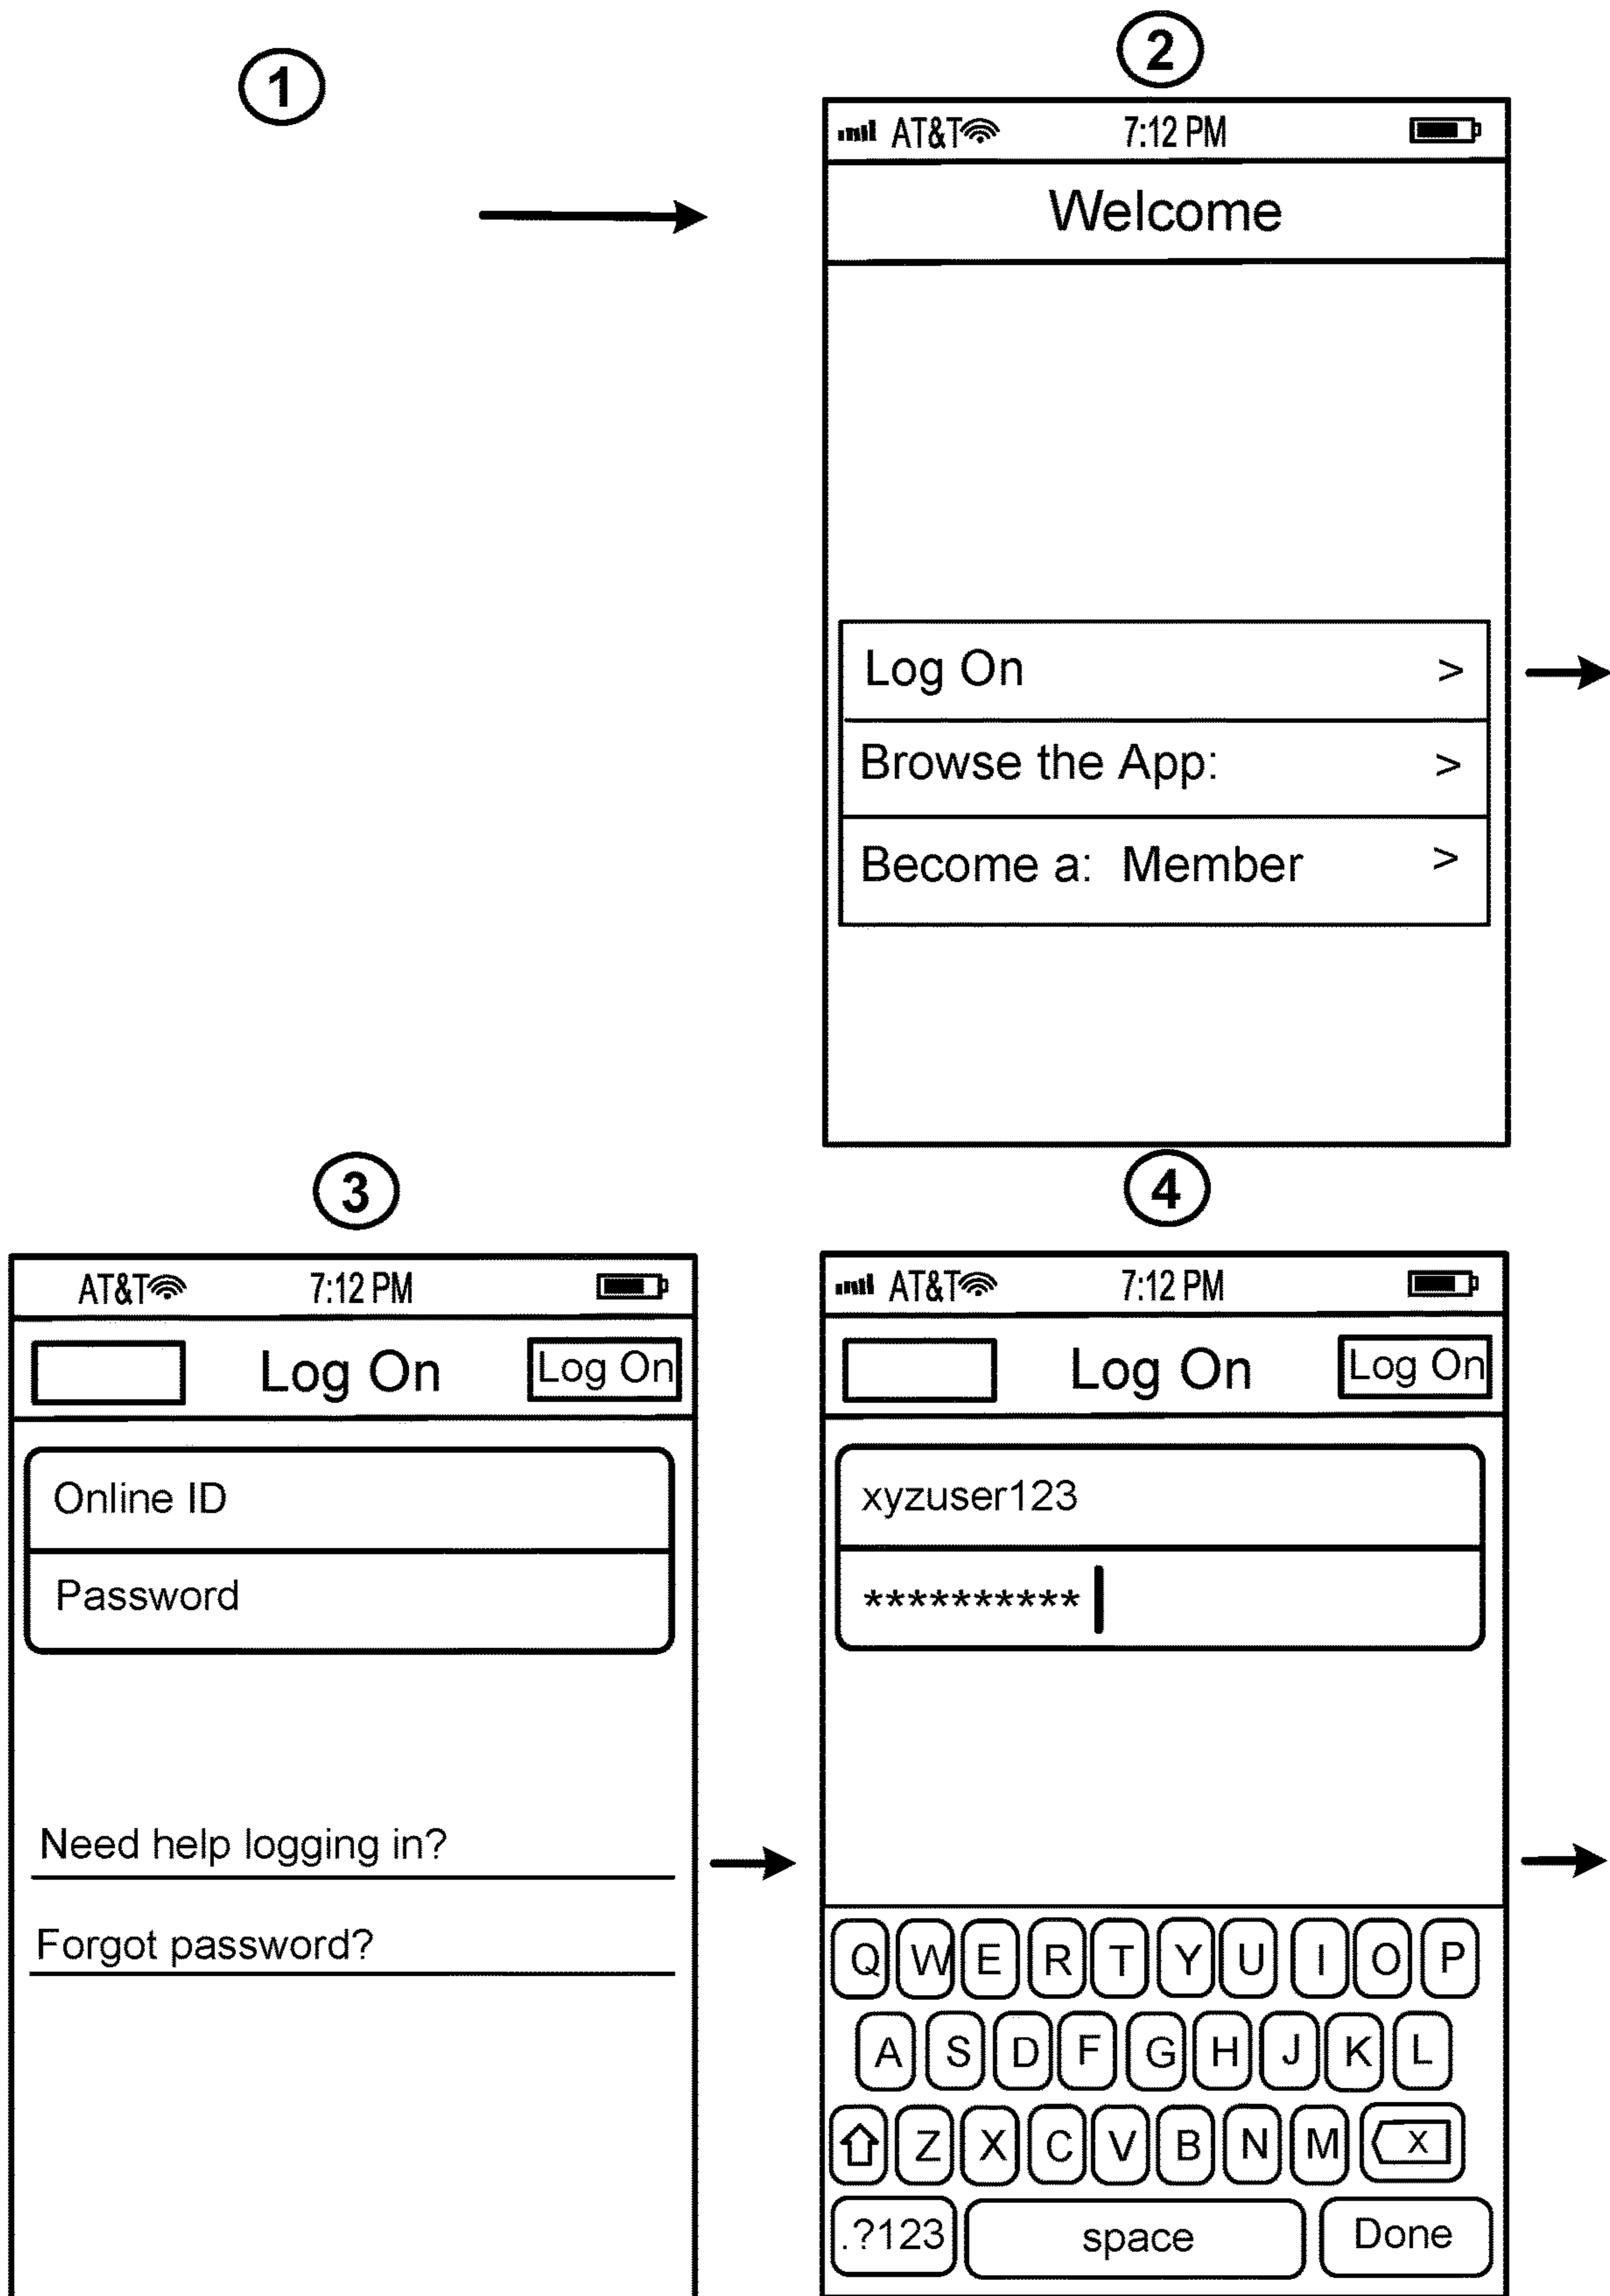 1
2
AT&T 7:12 PM
Welcome
Log On >
Browse the App: >
Become a: Member >
3
AT&T 7:12 PM
Log On Log On
Online ID
Password
Need help logging in?
Forgot password?
4
AT&T 7:12 PM
Log On Log On
xyzuser123
**********
Q W E R T Y U I O P
A S D F G H J K L
Z X C V B N M X
.?123 space Done